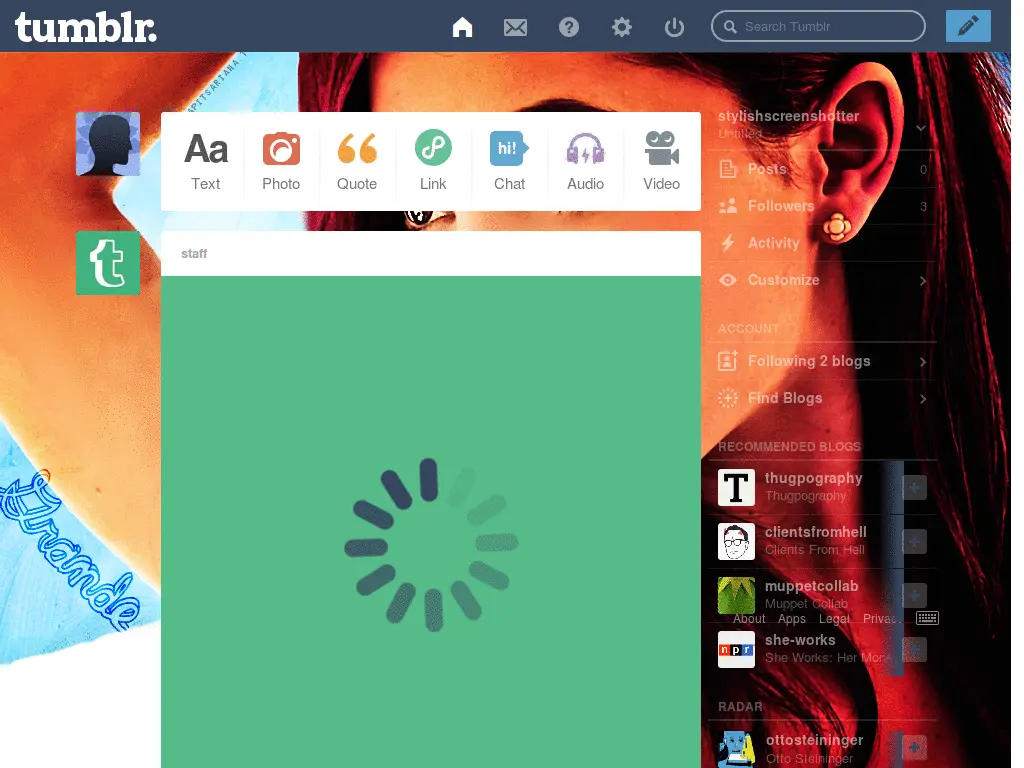 tumblr.
Search Tumblr
Aa
Text
Photo
Quote
Link
hi!
Chat
Audio
Video
staff
stylishscreenshotter
Untitled
Posts 0
Followers 3
Activity
Customize
ACCOUNT
Following 2 blogs
Find Blogs
RECOMMENDED BLOGS
T
thugpography
Thugpography
clientsfromhell
Clients From Hell
muppetcollab
Muppet Collab
About Apps Legal
npr
she-works
She Works: Her
RADAR
ottosteininger
Otto Steininger